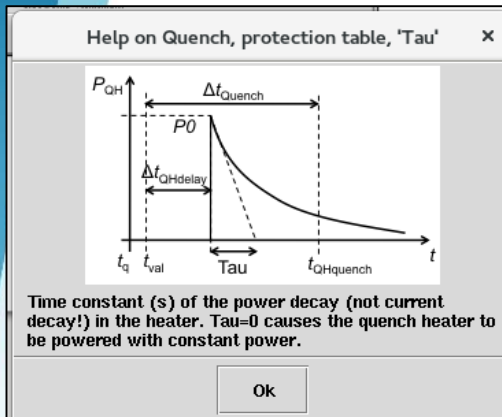 Help on Quench, protection table, 'Tau' ×
P_QH
Δt_Quench
P0
Δt_QHdelay
t_q t_val Tau t_QHquench t
Time constant (s) of the power decay (not current
decay!) in the heater. Tau=0 causes the quench heater to
be powered with constant power.
Ok